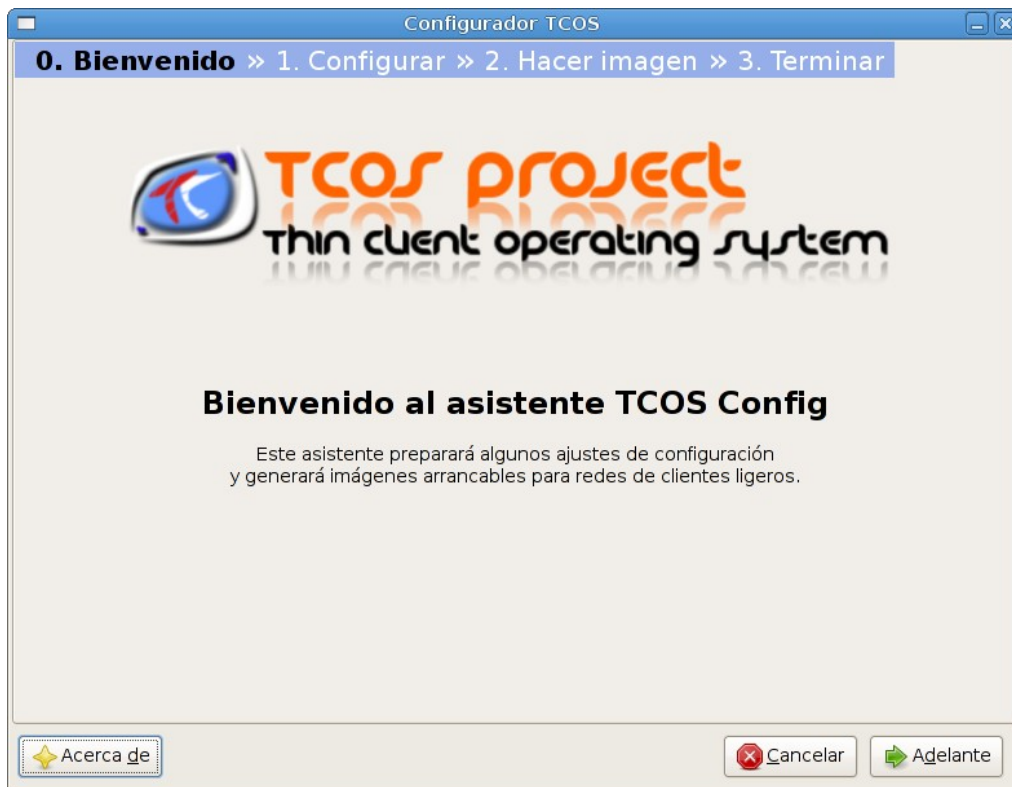 Configurador TCOS
0. Bienvenido » 1. Configurar » 2. Hacer imagen » 3. Terminar
TCOS project
Thin client operating system
Bienvenido al asistente TCOS Config
Este asistente preparará algunos ajustes de configuración
y generará imágenes arrancables para redes de clientes ligeros.
Acerca de
Cancelar
Adelante